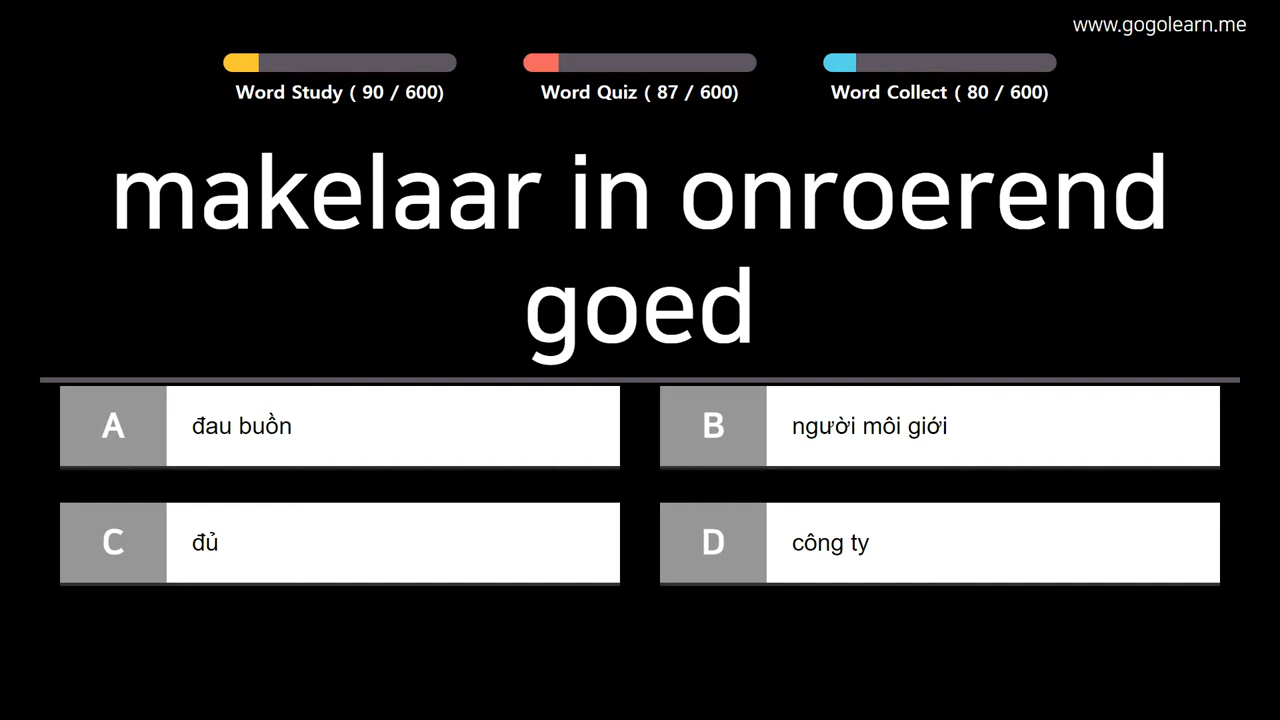 www.gogolearn.me
Word Study ( 90 / 600)
Word Quiz ( 87 / 600)
Word Collect ( 80 / 600)
makelaar in onroerend
goed
A
đau buồn
B
người môi giới
C
đủ
D
công ty